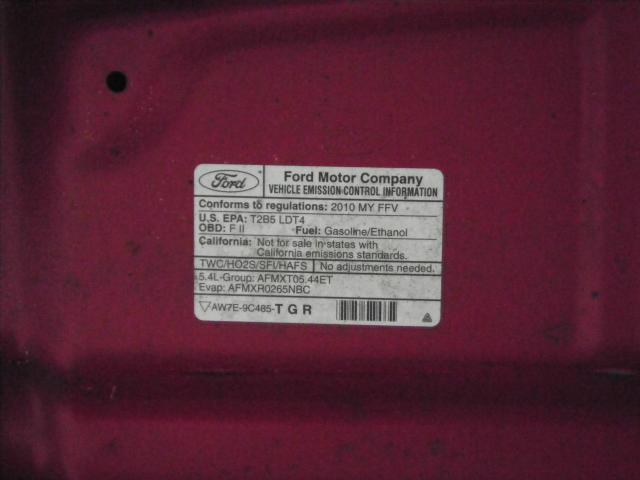 Ford
Ford Motor Company
VEHICLE EMISSION CONTROL INFORMATION
Conforms to regulations: 2010 MY FFV
U.S. EPA: T2B5 LDT4
OBD: F II Fuel: Gasoline/Ethanol
California: Not for sale in states with
California emissions standards.
TWC/HO2S/SFI/HAFS No adjustments needed.
5.4L-Group: AFMXT05.44ET
Evap: AFMXR0265NBC
AW7E-9C485-TGR